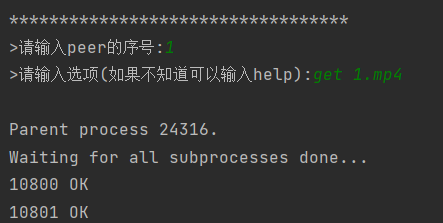 **********************************
>请输入peer的序号:1
>请输入选项(如果不知道可以输入help):get 1.mp4
Parent process 24316.
Waiting for all subprocesses done...
10800 OK
10801 OK